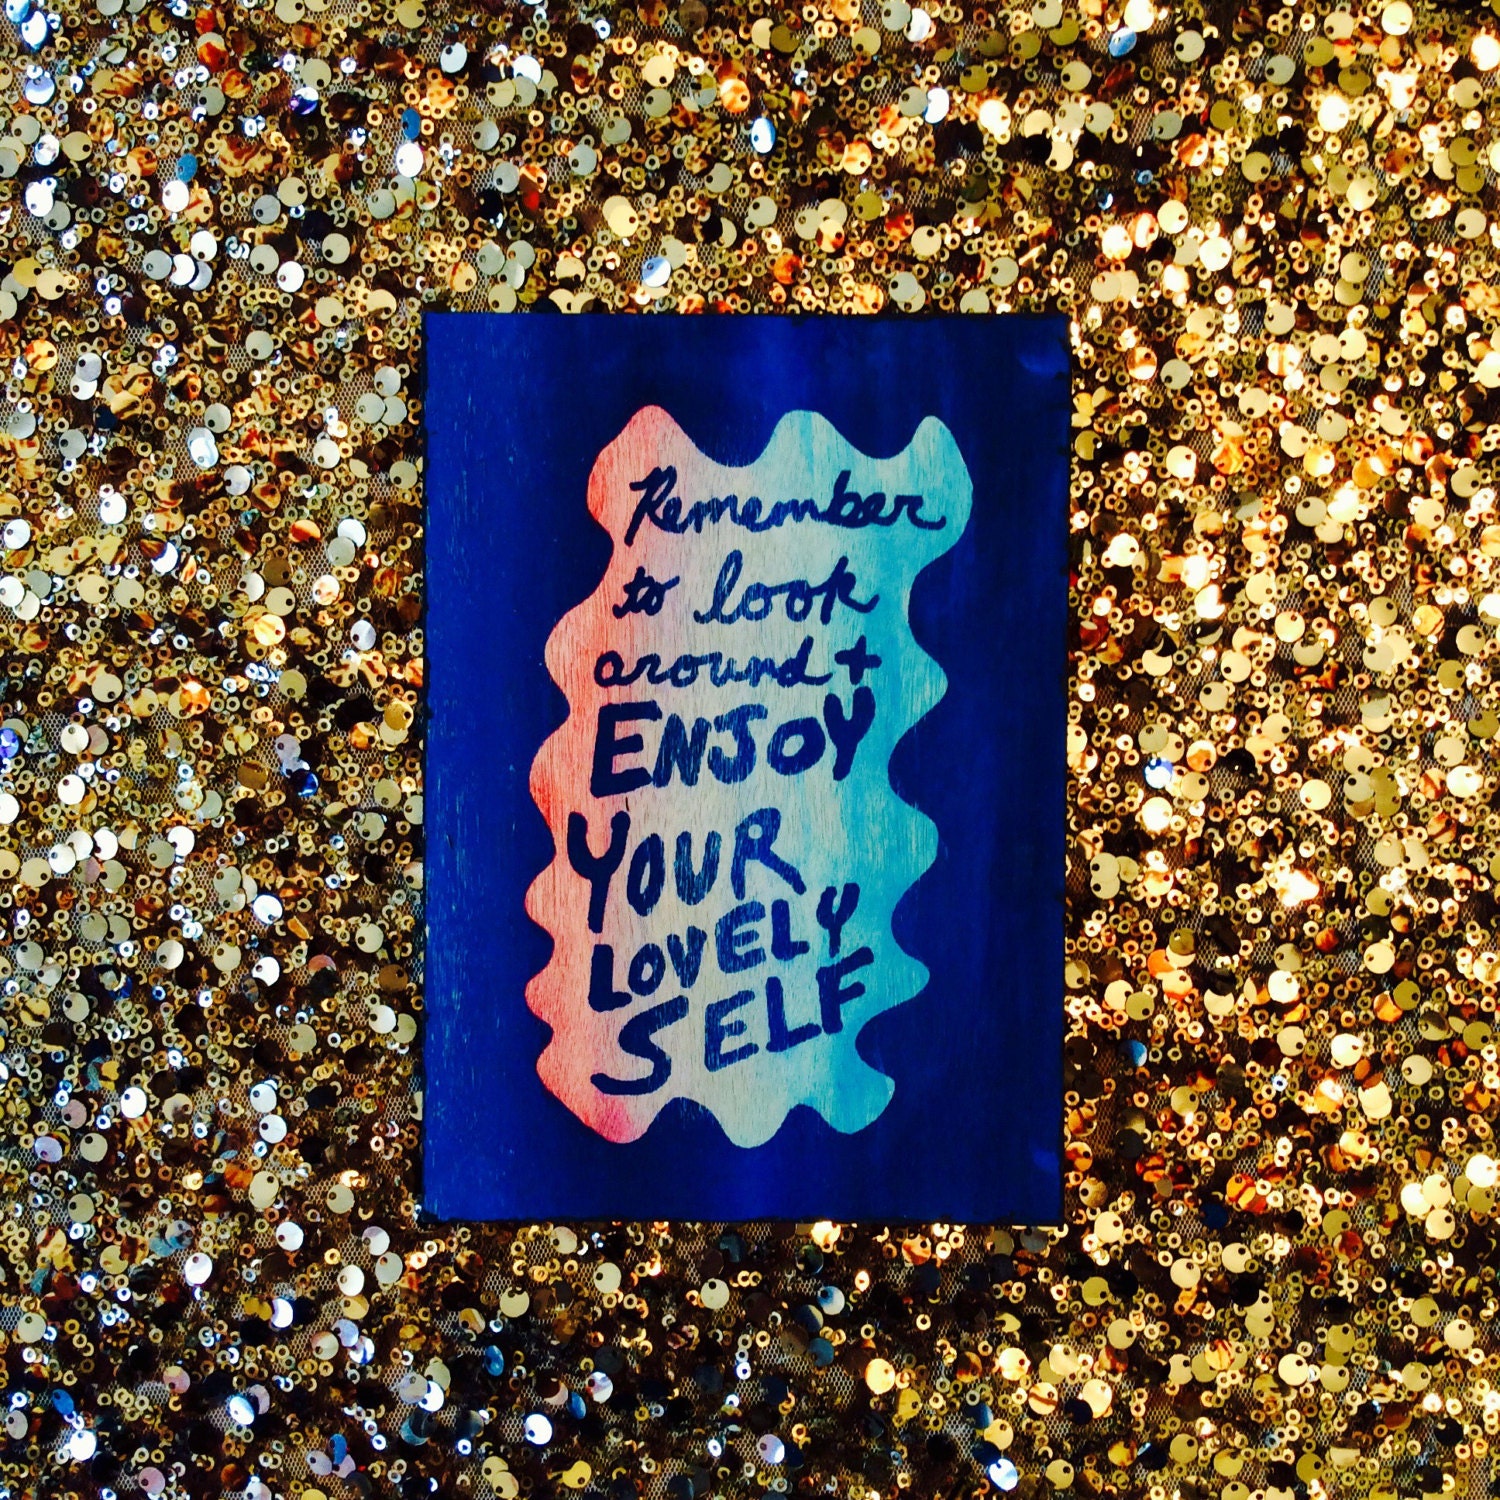 Remember
to look
around +
ENJOY
YOUR
LOVELY
SELF